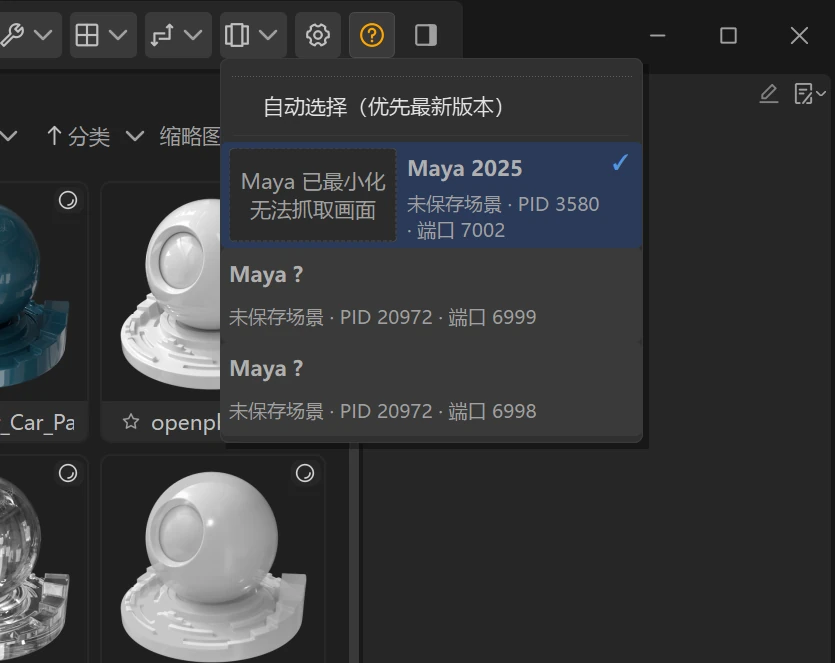 自动选择（优先最新版本）
分类
缩略图
Maya 已最小化
无法抓取画面
Maya 2025
未保存场景 · PID 3580
· 端口 7002
Maya ?
未保存场景 · PID 20972 · 端口 6999
Maya ?
未保存场景 · PID 20972 · 端口 6998
_Car_Pa
openpl